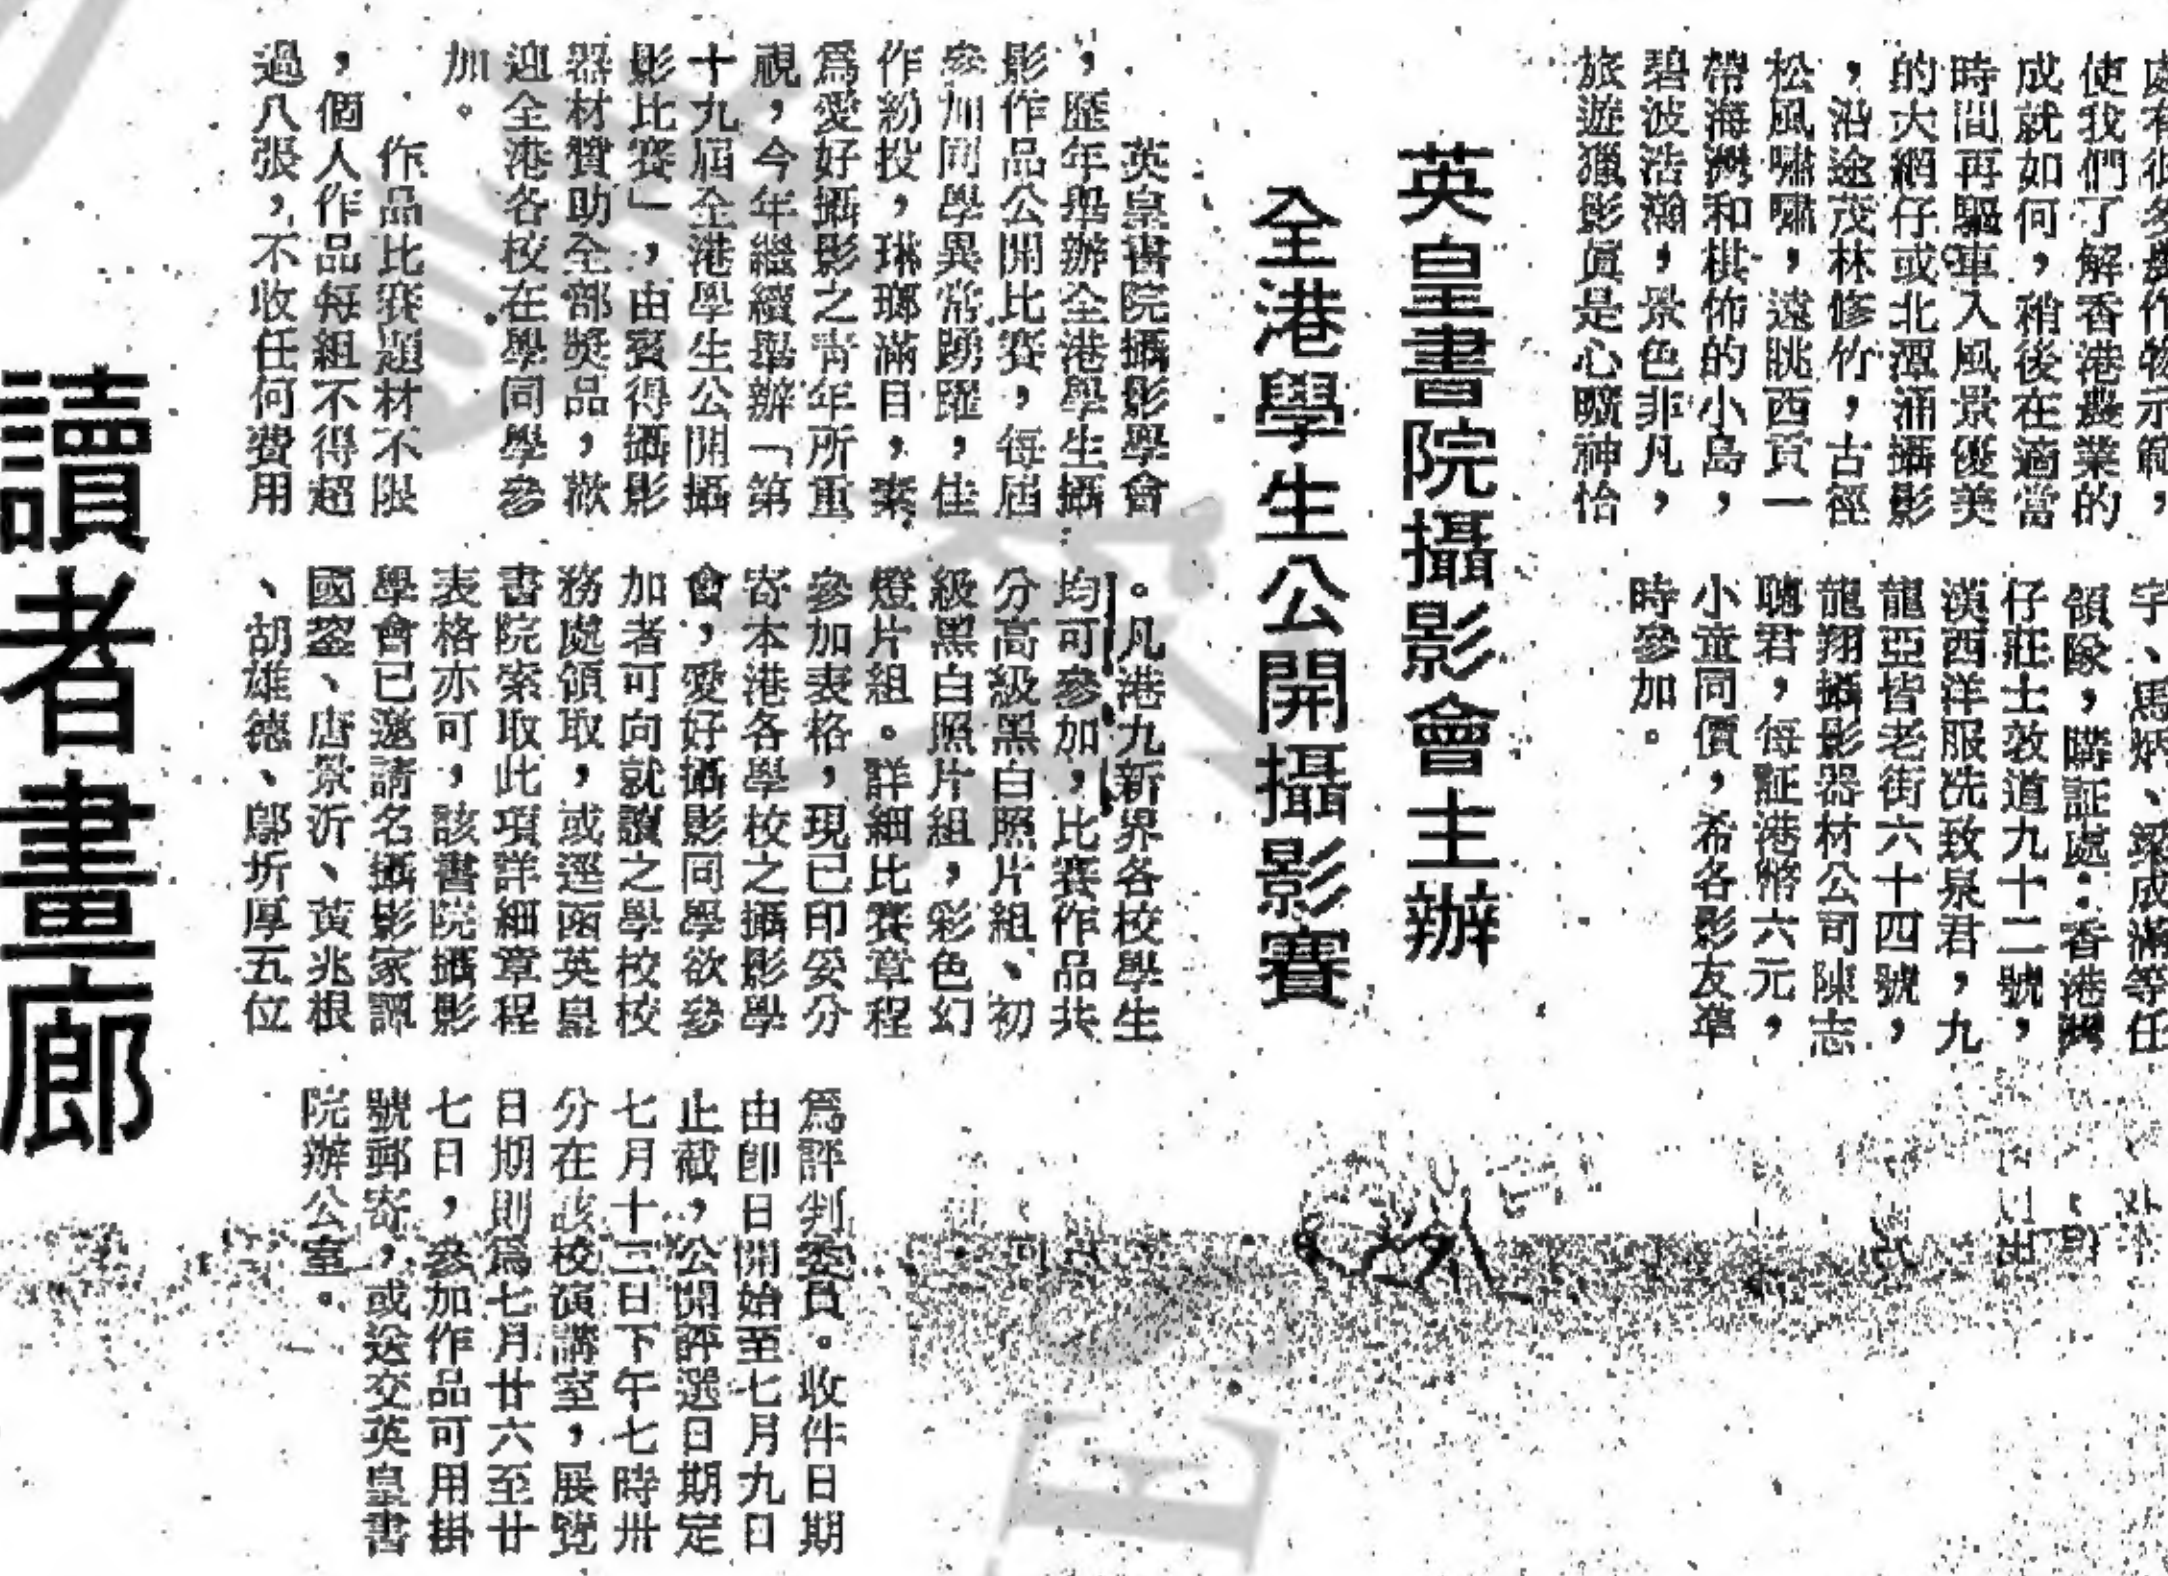 處有很多農作物示範，
使我們了解香港農業的
成就如何，稍後在適當
時間再驅車入風景優美
的大網仔或北潭涌攝影
，沿途茂林修竹，古徑
松風嘯嘯，遠眺西貢一
帶海灣和棋佈的小島，
碧波浩瀚，景色非凡，
旅遊獵影眞是心曠神怡
字、馬炳、梁成滿等任
領隊，購証處：香港灣
仔莊士敦道九十二號，
漢西洋服冼致泉君，九
龍亞皆老街六十四號，
龍翔攝影器材公司陳志
聰君，每証港幣六元，
小童同價，希各影友準
時參加。
英皇書院攝影會主辦
全港學生公開攝影賽
英皇書院攝影學會
，歷年舉辦全港學生攝
影作品公開比賽，每屆
參加同學異常踴躍，佳
作紛投，琳瑯滿目，素
爲愛好攝影之靑年所重
視，今年繼續舉辦「第
十九屆全港學生公開攝
影比賽」，由賓得攝影
器材贊助全部獎品，歡
迎全港各校在學同學參
加。
作品比賽題材不限
，個人作品每組不得超
過八張，不收任何費用
。凡港九新界各校學生
均可參加，比賽作品共
分高級黑白照片組、初
級黑白照片組，彩色幻
燈片組。詳細比賽章程
參加表格，現已印妥分
寄本港各學校之攝影學
會，愛好攝影同學欲參
加者可向就讀之學校校
務處領取，或逕函英皇
書院索取此項詳細章程
表格亦可，該書院攝影
學會已邀請名攝影家譚
國鋆、唐景沂、黃兆根
、胡雄德、鄔圻厚五位
爲評判委員。收件日期
由卽日開始至七月九日
止截，公開評選日期定
七月十三日下午七時卅
分在該校演講室，展覽
日期則爲七月廿六至廿
七日，參加作品可用掛
號郵寄，或送交英皇書
院辦公室。
讀者畫廊